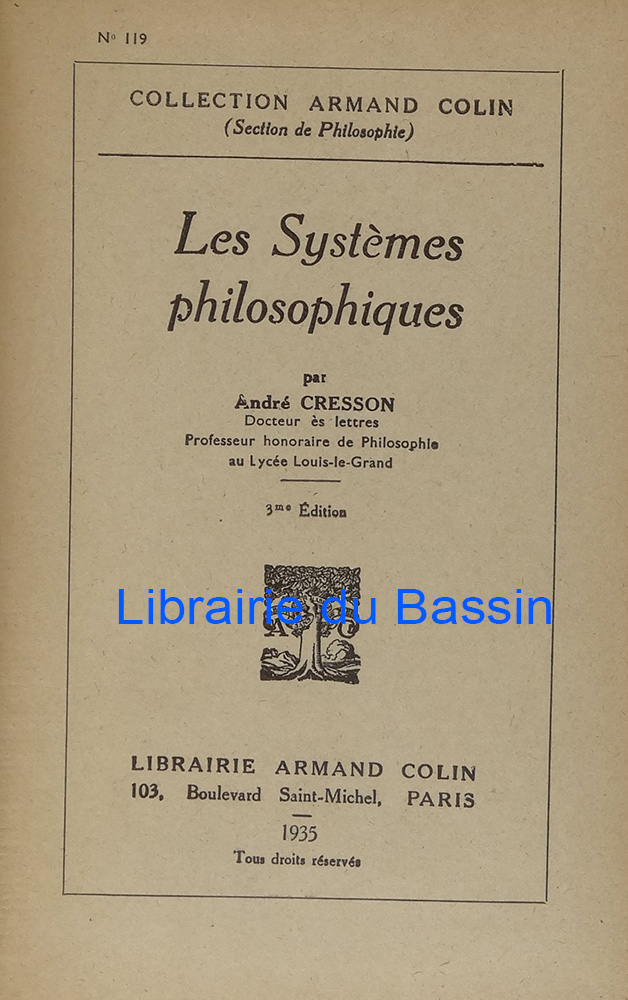 N° 119
COLLECTION ARMAND COLIN
(Section de Philosophie)
Les Systèmes
philosophiques
par
André CRESSON
Docteur ès lettres
Professeur honoraire de Philosophie
au Lycée Louis-le-Grand
3me Édition
Librairie du Bassin
A C
LIBRAIRIE ARMAND COLIN
103, Boulevard Saint-Michel, PARIS
1935
Tous droits réservés